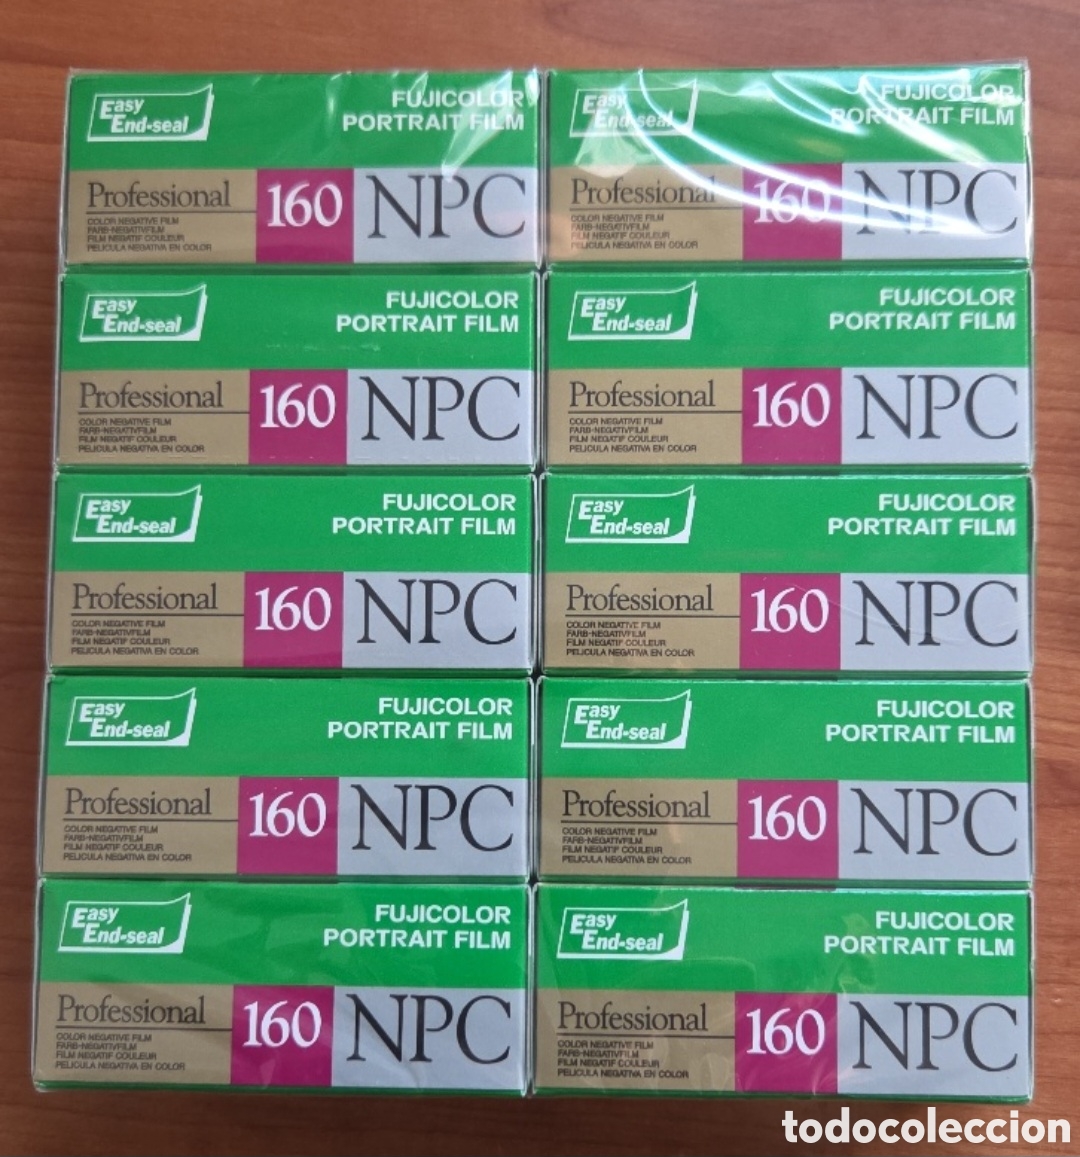 Easy
End-seal
FUJICOLOR
PORTRAIT FILM
Professional
160
NPC
COLOR NEGATIVE FILM
FARB-NEGATIVFILM
FILM NEGATIF COULEUR
PELICULA NEGATIVA EN COLOR
Easy
End-seal
FUJICOLOR
PORTRAIT FILM
Professional
160
NPC
COLOR NEGATIVE FILM
FARB-NEGATIVFILM
FILM NEGATIF COULEUR
PELICULA NEGATIVA EN COLOR
Easy
End-seal
FUJICOLOR
PORTRAIT FILM
Professional
160
NPC
COLOR NEGATIVE FILM
FARB-NEGATIVFILM
FILM NEGATIF COULEUR
PELICULA NEGATIVA EN COLOR
Easy
End-seal
FUJICOLOR
PORTRAIT FILM
Professional
160
NPC
COLOR NEGATIVE FILM
FARB-NEGATIVFILM
FILM NEGATIF COULEUR
PELICULA NEGATIVA EN COLOR
Easy
End-seal
FUJICOLOR
PORTRAIT FILM
Professional
160
NPC
COLOR NEGATIVE FILM
FARB-NEGATIVFILM
FILM NEGATIF COULEUR
PELICULA NEGATIVA EN COLOR
Easy
End-seal
FUJICOLOR
PORTRAIT FILM
Professional
160
NPC
COLOR NEGATIVE FILM
FARB-NEGATIVFILM
FILM NEGATIF COULEUR
PELICULA NEGATIVA EN COLOR
Easy
End-seal
FUJICOLOR
PORTRAIT FILM
Professional
160
NPC
COLOR NEGATIVE FILM
FARB-NEGATIVFILM
FILM NEGATIF COULEUR
PELICULA NEGATIVA EN COLOR
Easy
End-seal
FUJICOLOR
PORTRAIT FILM
Professional
160
NPC
COLOR NEGATIVE FILM
FARB-NEGATIVFILM
FILM NEGATIF COULEUR
PELICULA NEGATIVA EN COLOR
Easy
End-seal
FUJICOLOR
PORTRAIT FILM
Professional
160
NPC
COLOR NEGATIVE FILM
FARB-NEGATIVFILM
FILM NEGATIF COULEUR
PELICULA NEGATIVA EN COLOR
Easy
End-seal
FUJICOLOR
PORTRAIT FILM
Professional
160
NPC
COLOR NEGATIVE FILM
FARB-NEGATIVFILM
FILM NEGATIF COULEUR
PELICULA NEGATIVA EN COLOR
todocoleccion